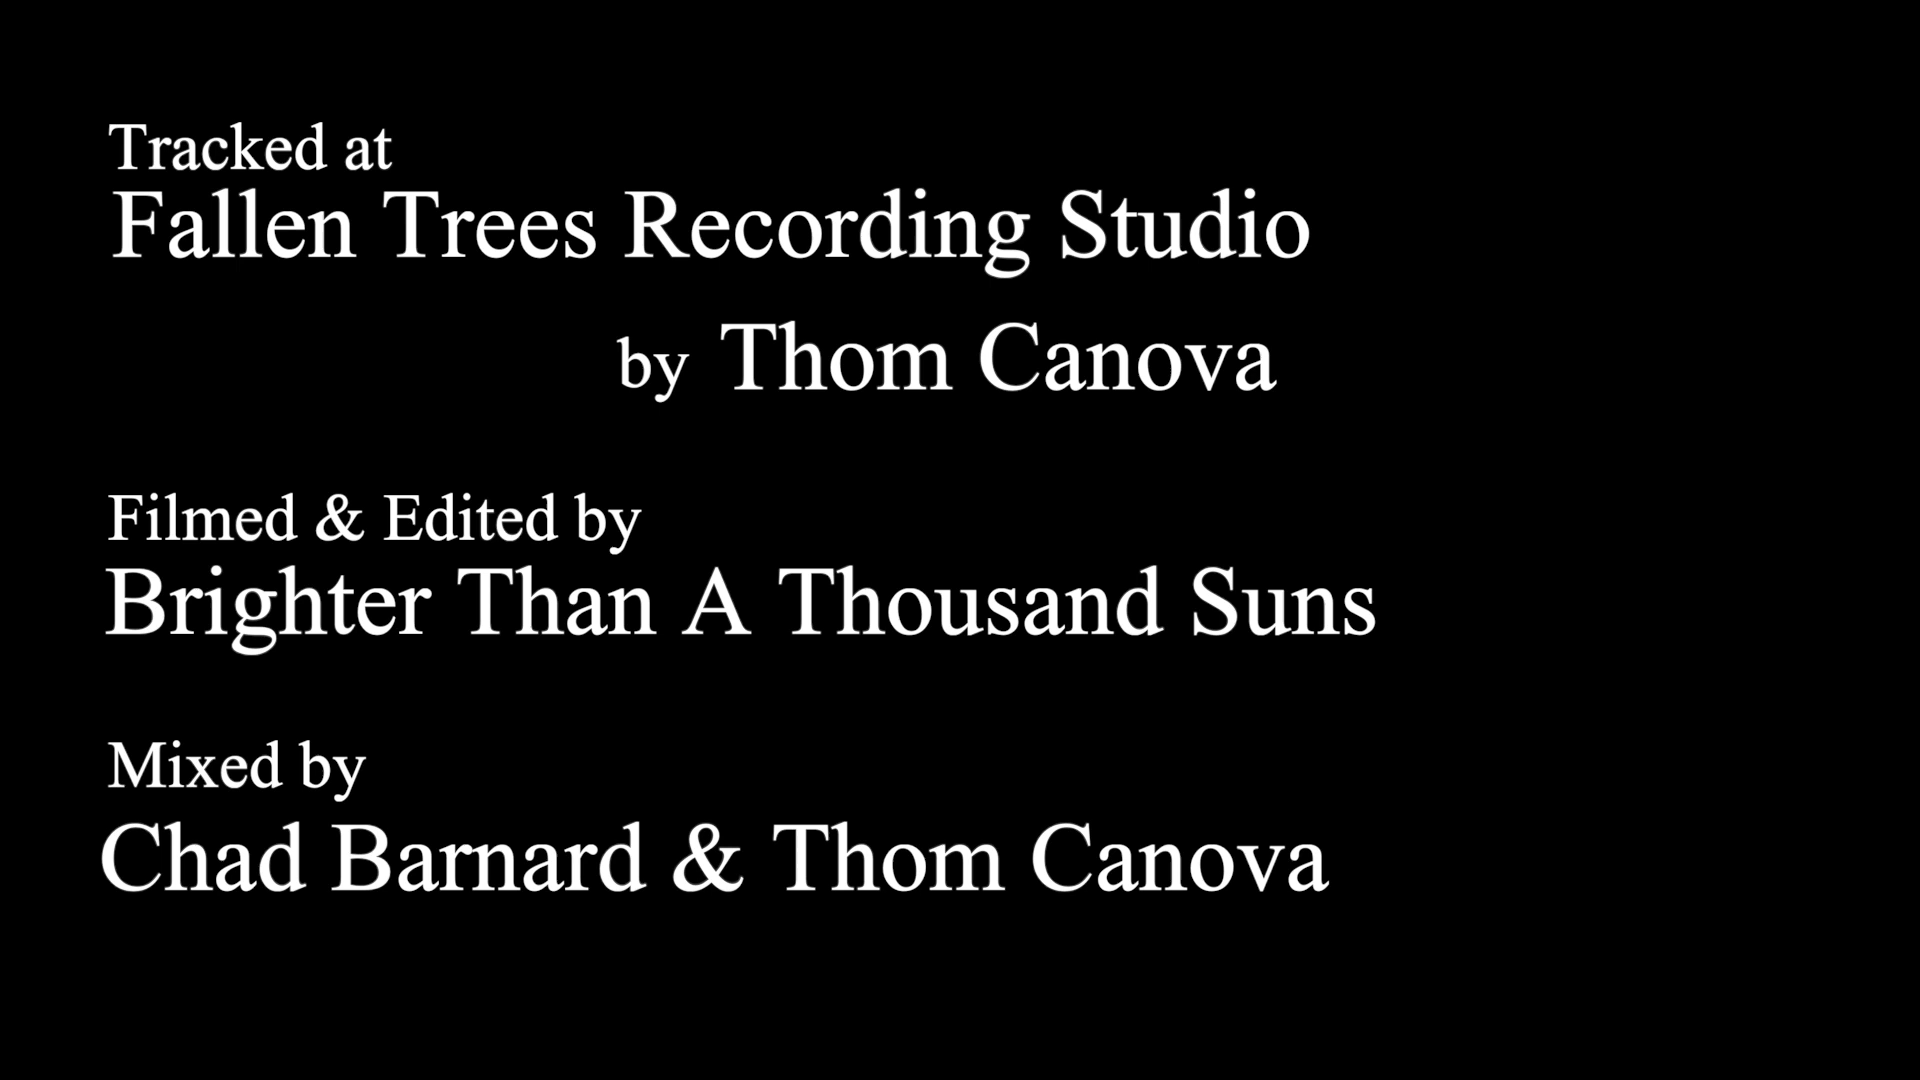 Tracked at
Fallen Trees Recording Studio
by Thom Canova
Filmed & Edited by
Brighter Than A Thousand Suns
Mixed by
Chad Barnard & Thom Canova